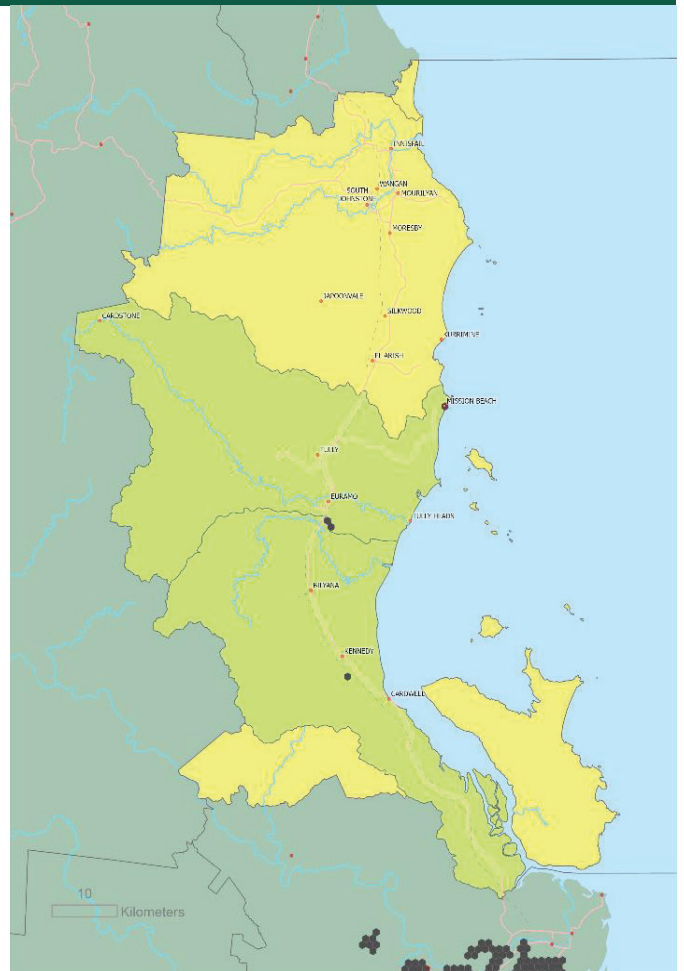 INNISFAIL
WANGAN
SOUTH
JOHNSTONE
MOURILYAN
MORESBY
JAPOONVALE
SILKWOOD
CARDSTONE
KURRIMINE
EL ARISH
MISSION BEACH
TULLY
EURAMO
TULLY HEADS
BILYANA
KENNEDY
CARDWELL
10
Kilometers